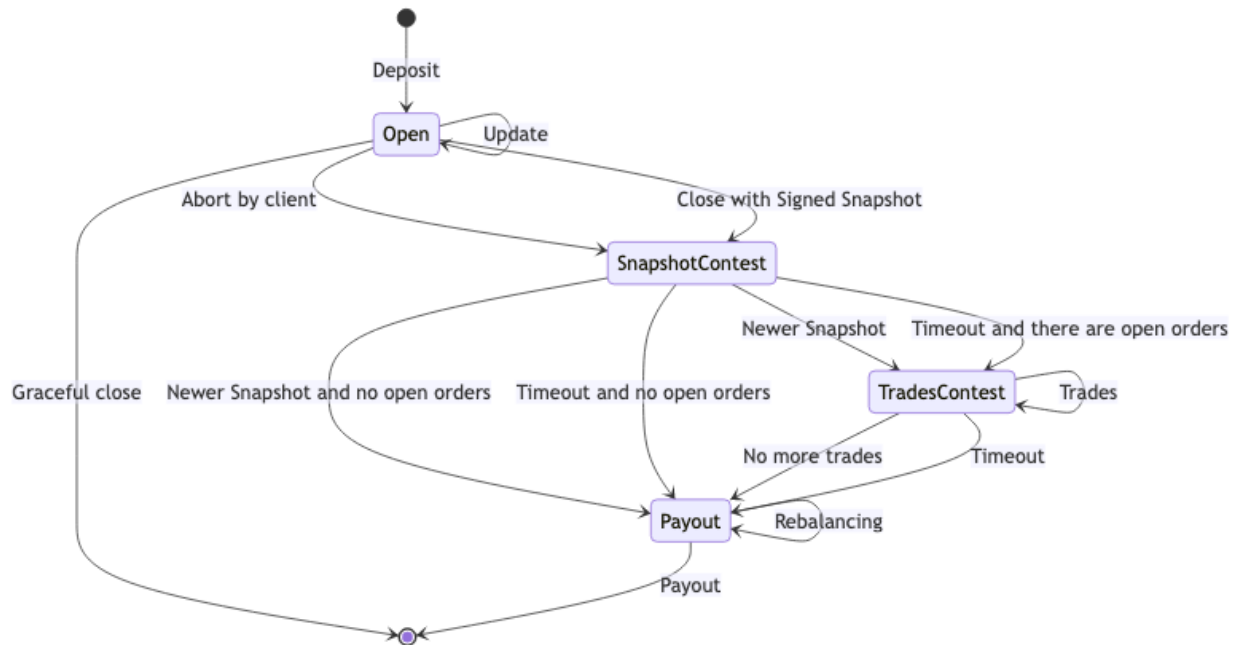 Deposit
Open
Update
Abort by client
Close with Signed Snapshot
SnapshotContest
Newer Snapshot
Timeout and there are open orders
Graceful close
Newer Snapshot and no open orders
Timeout and no open orders
TradesContest
Trades
No more trades
Timeout
Payout
Rebalancing
Payout